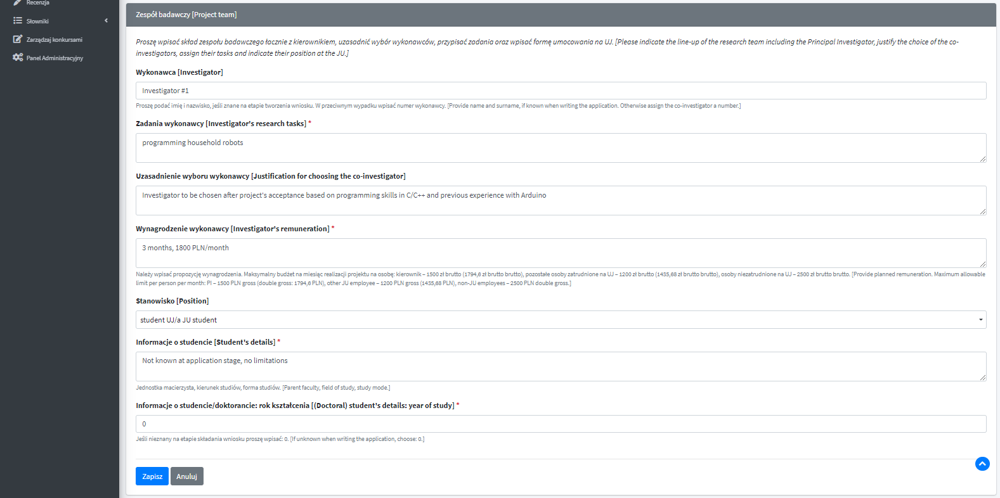 Recenzja
Słowniki
Zarządzaj konkursami
Panel Administracyjny
Zespół badawczy [Project team]
Proszę wpisać skład zespołu badawczego łacznie z kierownikiem, uzasadnić wybór wykonawców, przypisać zadania oraz wpisać formę umocowania na UJ. [Please indicate the line-up of the research team including the Principal Investigator, justify the choice of the co-
investigators, assign their tasks and indicate their position at the JU.]
Wykonawca [Investigator]
Investigator #1
Proszę podać imię i nazwisko, jeśli znane na etapie tworzenia wniosku. W przeciwnym wypadku wpisać numer wykonawcy. [Provide name and surname, if known when writing the application. Otherwise assign the co-investigator a number.]
Zadania wykonawcy [Investigator's research tasks] *
programming household robots
Uzasadnienie wyboru wykonawcy [Justification for choosing the co-investigator]
Investigator to be chosen after project's acceptance based on programming skills in C/C++ and previous experience with Arduino
Wynagrodzenie wykonawcy [Investigator's remuneration] *
3 months, 1800 PLN/month
Należy wpisać propozycję wynagrodzenia. Maksymalny budżet na miesiąc realizacji projektu na osobę: kierownik – 1500 zł brutto (1794,6 zł brutto brutto), pozostałe osoby zatrudnione na UJ – 1200 zł brutto (1435,68 zł brutto brutto), osoby niezatrudnione na UJ – 2500 zł brutto brutto. [Provide planned remuneration. Maximum allowable
limit per person per month: PI – 1500 PLN gross (double gross: 1794,6 PLN), other JU employee – 1200 PLN gross (1435,68 PLN), non-JU employees – 2500 PLN double gross.]
Stanowisko [Position]
student UJ/a JU student
Informacje o studencie [Student's details] *
Not known at application stage, no limitations
Jednostka macierzysta, kierunek studiów, forma studiów. [Parent faculty, field of study, study mode.]
Informacje o studencie/doktorancie: rok kształcenia [(Doctoral) student's details: year of study] *
0
Jeśli nieznany na etapie składania wniosku proszę wpisać: 0. [If unknown when writing the application, choose: 0.]
Zapisz Anuluj